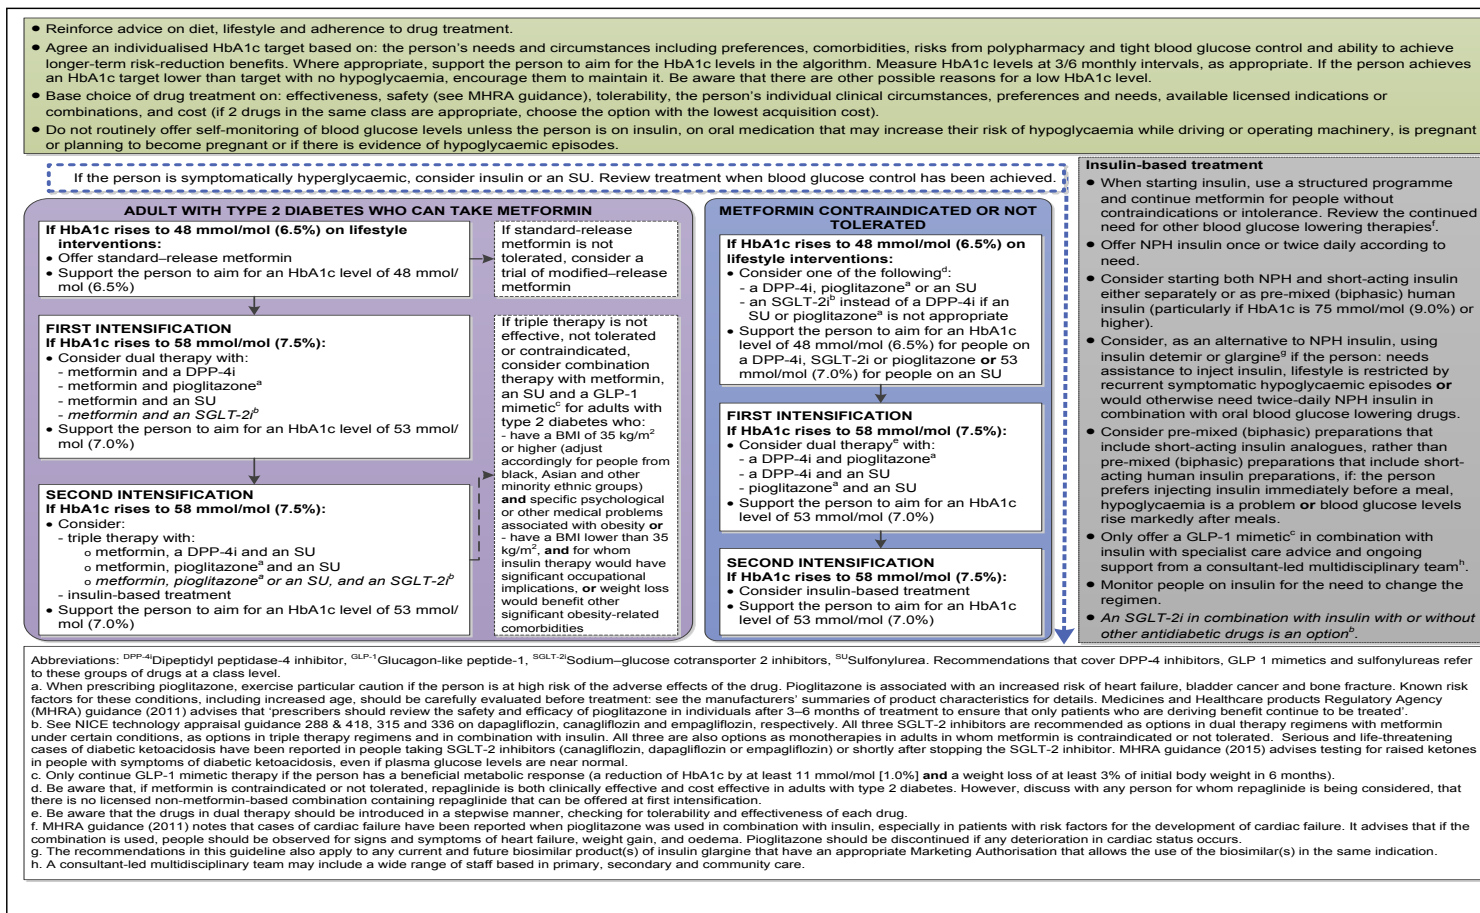 ● Reinforce advice on diet, lifestyle and adherence to drug treatment.
● Agree an individualised HbA1c target based on: the person's needs and circumstances including preferences, comorbidities, risks from polypharmacy and tight blood glucose control and ability to achieve
longer-term risk-reduction benefits. Where appropriate, support the person to aim for the HbA1c levels in the algorithm. Measure HbA1c levels at 3/6 monthly intervals, as appropriate. If the person achieves
an HbA1c target lower than target with no hypoglycaemia, encourage them to maintain it. Be aware that there are other possible reasons for a low HbA1c level.
● Base choice of drug treatment on: effectiveness, safety (see MHRA guidance), tolerability, the person's individual clinical circumstances, preferences and needs, available licensed indications or
combinations, and cost (if 2 drugs in the same class are appropriate, choose the option with the lowest acquisition cost).
● Do not routinely offer self-monitoring of blood glucose levels unless the person is on insulin, on oral medication that may increase their risk of hypoglycaemia while driving or operating machinery, is pregnant
or planning to become pregnant or if there is evidence of hypoglycaemic episodes.
If the person is symptomatically hyperglycaemic, consider insulin or an SU. Review treatment when blood glucose control has been achieved.
ADULT WITH TYPE 2 DIABETES WHO CAN TAKE METFORMIN
If HbA1c rises to 48 mmol/mol (6.5%) on lifestyle
interventions:
● Offer standard–release metformin
● Support the person to aim for an HbA1c level of 48 mmol/
mol (6.5%)
If standard-release
metformin is not
tolerated, consider a
trial of modified–release
metformin
FIRST INTENSIFICATION
If HbA1c rises to 58 mmol/mol (7.5%):
● Consider dual therapy with:
- metformin and a DPP-4i
- metformin and pioglitazoneᵃ
- metformin and an SU
- metformin and an SGLT-2iᵇ
● Support the person to aim for an HbA1c level of 53 mmol/
mol (7.0%)
SECOND INTENSIFICATION
If HbA1c rises to 58 mmol/mol (7.5%):
● Consider:
- triple therapy with:
o metformin, a DPP-4i and an SU
o metformin, pioglitazoneᵃ and an SU
o metformin, pioglitazoneᵃ or an SU, and an SGLT-2iᵇ
- insulin-based treatment
● Support the person to aim for an HbA1c level of 53 mmol/
mol (7.0%)
If triple therapy is not
effective, not tolerated
or contraindicated,
consider combination
therapy with metformin,
an SU and a GLP-1
mimeticᶜ for adults with
type 2 diabetes who:
- have a BMI of 35 kg/m²
or higher (adjust
accordingly for people from
black, Asian and other
minority ethnic groups)
and specific psychological
or other medical problems
associated with obesity or
- have a BMI lower than 35
kg/m², and for whom
insulin therapy would have
significant occupational
implications, or weight loss
would benefit other
significant obesity-related
comorbidities
METFORMIN CONTRAINDICATED OR NOT
TOLERATED
If HbA1c rises to 48 mmol/mol (6.5%) on
lifestyle interventions:
● Consider one of the followingᵈ:
- a DPP-4i, pioglitazoneᵃ or an SU
- an SGLT-2iᵇ instead of a DPP-4i if an
SU or pioglitazoneᵃ is not appropriate
● Support the person to aim for an HbA1c
level of 48 mmol/mol (6.5%) for people on
a DPP-4i, SGLT-2i or pioglitazone or 53
mmol/mol (7.0%) for people on an SU
FIRST INTENSIFICATION
If HbA1c rises to 58 mmol/mol (7.5%):
● Consider dual therapyᵉ with:
- a DPP-4i and pioglitazoneᵃ
- a DPP-4i and an SU
- pioglitazoneᵃ and an SU
● Support the person to aim for an HbA1c
level of 53 mmol/mol (7.0%)
SECOND INTENSIFICATION
If HbA1c rises to 58 mmol/mol (7.5%):
● Consider insulin-based treatment
● Support the person to aim for an HbA1c
level of 53 mmol/mol (7.0%)
Insulin-based treatment
● When starting insulin, use a structured programme
and continue metformin for people without
contraindications or intolerance. Review the continued
need for other blood glucose lowering therapiesᶠ.
● Offer NPH insulin once or twice daily according to
need.
● Consider starting both NPH and short-acting insulin
either separately or as pre-mixed (biphasic) human
insulin (particularly if HbA1c is 75 mmol/mol (9.0%) or
higher).
● Consider, as an alternative to NPH insulin, using
insulin detemir or glargineᵍ if the person: needs
assistance to inject insulin, lifestyle is restricted by
recurrent symptomatic hypoglycaemic episodes or
would otherwise need twice-daily NPH insulin in
combination with oral blood glucose lowering drugs.
● Consider pre-mixed (biphasic) preparations that
include short-acting insulin analogues, rather than
pre-mixed (biphasic) preparations that include short-
acting human insulin preparations, if: the person
prefers injecting insulin immediately before a meal,
hypoglycaemia is a problem or blood glucose levels
rise markedly after meals.
● Only offer a GLP-1 mimeticᶜ in combination with
insulin with specialist care advice and ongoing
support from a consultant-led multidisciplinary teamʰ.
● Monitor people on insulin for the need to change the
regimen.
● An SGLT-2i in combination with insulin with or without
other antidiabetic drugs is an optionᵇ.
Abbreviations: DPP-4iDipeptidyl peptidase-4 inhibitor, GLP-1Glucagon-like peptide-1, SGLT-2iSodium–glucose cotransporter 2 inhibitors, SUSulfonylurea. Recommendations that cover DPP-4 inhibitors, GLP 1 mimetics and sulfonylureas refer
to these groups of drugs at a class level.
a. When prescribing pioglitazone, exercise particular caution if the person is at high risk of the adverse effects of the drug. Pioglitazone is associated with an increased risk of heart failure, bladder cancer and bone fracture. Known risk
factors for these conditions, including increased age, should be carefully evaluated before treatment: see the manufacturers' summaries of product characteristics for details. Medicines and Healthcare products Regulatory Agency
(MHRA) guidance (2011) advises that 'prescribers should review the safety and efficacy of pioglitazone in individuals after 3–6 months of treatment to ensure that only patients who are deriving benefit continue to be treated'.
b. See NICE technology appraisal guidance 288 & 418, 315 and 336 on dapagliflozin, canagliflozin and empagliflozin, respectively. All three SGLT-2 inhibitors are recommended as options in dual therapy regimens with metformin
under certain conditions, as options in triple therapy regimens and in combination with insulin. All three are also options as monotherapies in adults in whom metformin is contraindicated or not tolerated. Serious and life-threatening
cases of diabetic ketoacidosis have been reported in people taking SGLT-2 inhibitors (canagliflozin, dapagliflozin or empagliflozin) or shortly after stopping the SGLT-2 inhibitor. MHRA guidance (2015) advises testing for raised ketones
in people with symptoms of diabetic ketoacidosis, even if plasma glucose levels are near normal.
c. Only continue GLP-1 mimetic therapy if the person has a beneficial metabolic response (a reduction of HbA1c by at least 11 mmol/mol [1.0%] and a weight loss of at least 3% of initial body weight in 6 months).
d. Be aware that, if metformin is contraindicated or not tolerated, repaglinide is both clinically effective and cost effective in adults with type 2 diabetes. However, discuss with any person for whom repaglinide is being considered, that
there is no licensed non-metformin-based combination containing repaglinide that can be offered at first intensification.
e. Be aware that the drugs in dual therapy should be introduced in a stepwise manner, checking for tolerability and effectiveness of each drug.
f. MHRA guidance (2011) notes that cases of cardiac failure have been reported when pioglitazone was used in combination with insulin, especially in patients with risk factors for the development of cardiac failure. It advises that if the
combination is used, people should be observed for signs and symptoms of heart failure, weight gain, and oedema. Pioglitazone should be discontinued if any deterioration in cardiac status occurs.
g. The recommendations in this guideline also apply to any current and future biosimilar product(s) of insulin glargine that have an appropriate Marketing Authorisation that allows the use of the biosimilar(s) in the same indication.
h. A consultant-led multidisciplinary team may include a wide range of staff based in primary, secondary and community care.